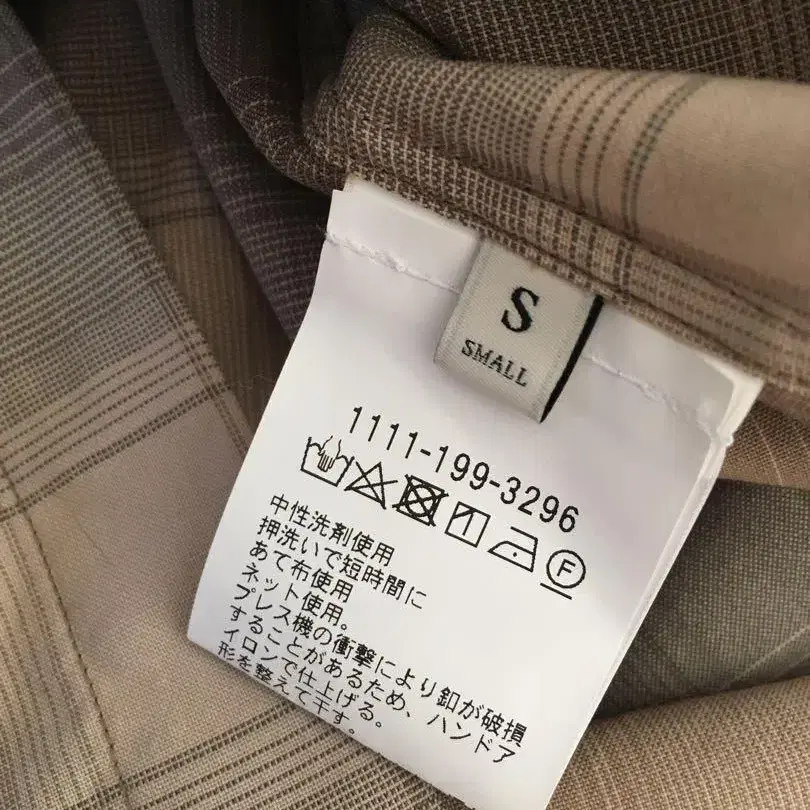 S
SMALL
1111-199-3296
F
中性洗剤使用
押洗いで短時間に
あて布使用
ネット使用。
プレス機の衝撃により釦が破損
することがあるため、ハンドア
イロンで仕上げる。
形を整えて干す。